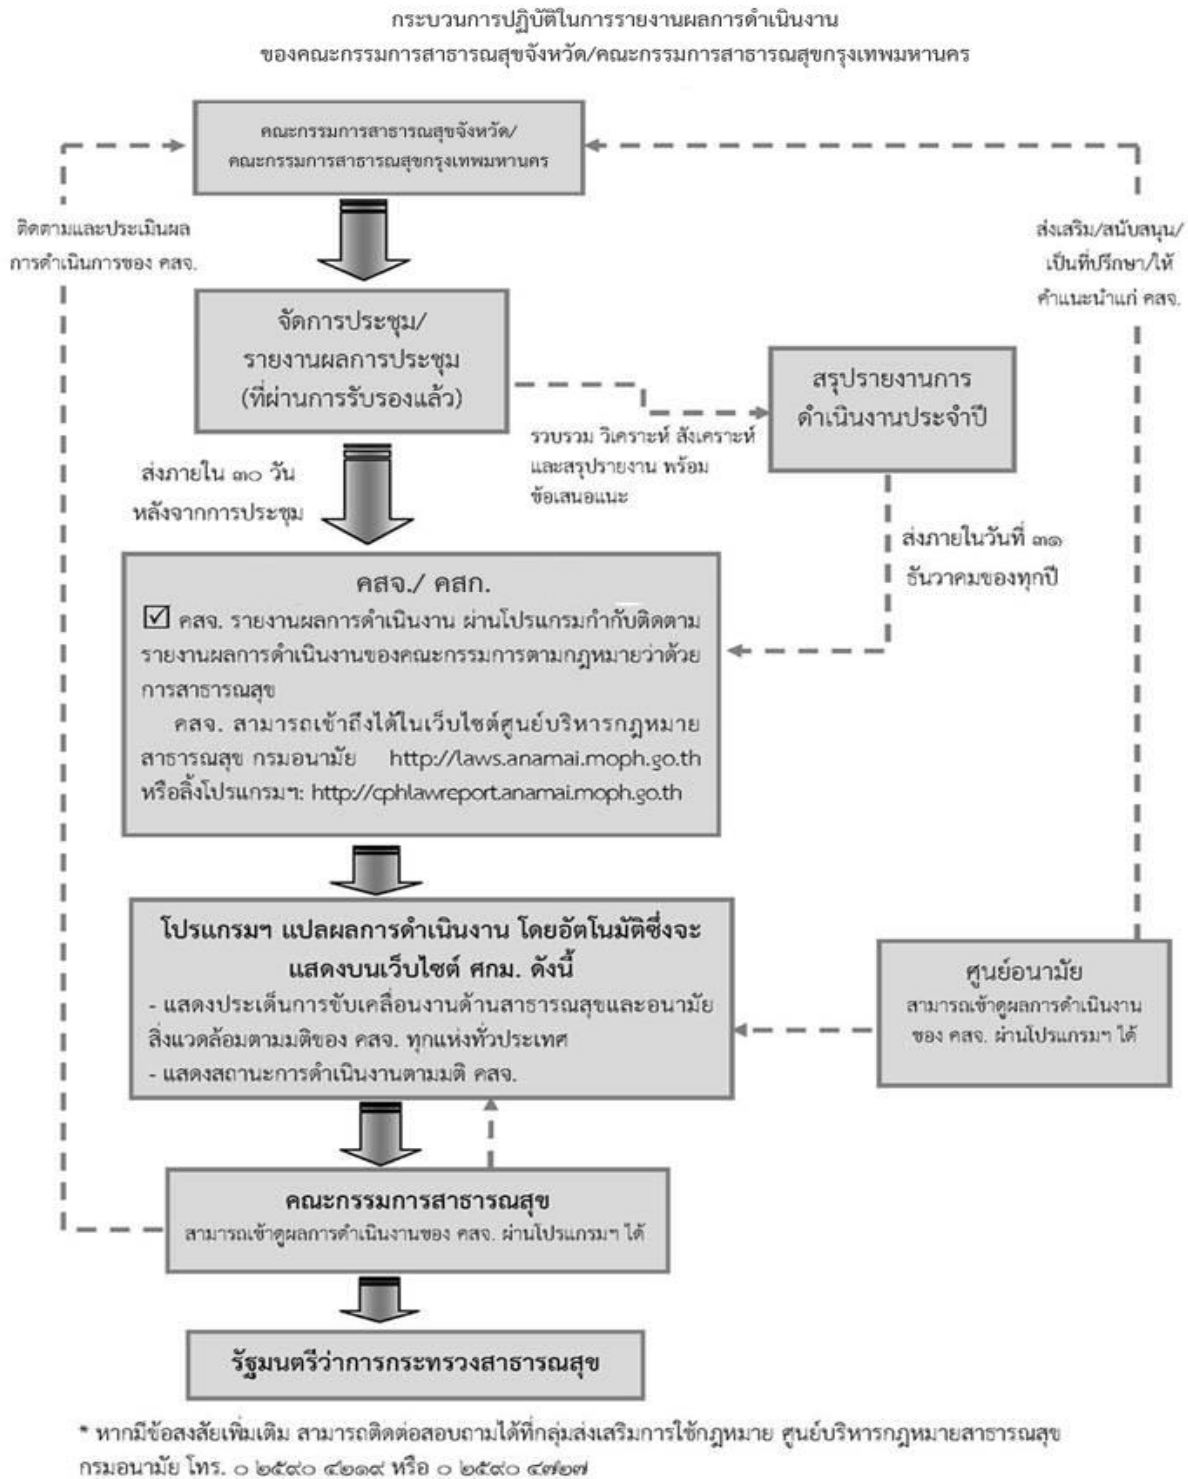 กระบวนการปฏิบัติในการรายงานผลการดำเนินงาน
ของคณะกรรมการสาธารณสุขจังหวัด/คณะกรรมการสาธารณสุขกรุงเทพมหานคร
คณะกรรมการสาธารณสุขจังหวัด/
คณะกรรมการสาธารณสุขกรุงเทพมหานคร
ติดตามและประเมินผล
การดำเนินการของ คสจ.
ส่งเสริม/สนับสนุน/
เป็นที่ปรึกษา/ให้
คำแนะนำแก่ คสจ.
จัดการประชุม/
รายงานผลการประชุม
(ที่ผ่านการรับรองแล้ว)
สรุปรายงานการ
ดำเนินงานประจำปี
รวบรวม วิเคราะห์ สังเคราะห์
และสรุปรายงาน พร้อม
ข้อเสนอแนะ
ส่งภายใน ๓๐ วัน
หลังจากการประชุม
ส่งภายในวันที่ ๓๑
ธันวาคมของทุกปี
คสจ./ คสก.
☑ คสจ. รายงานผลการดำเนินงาน ผ่านโปรแกรมกำกับติดตาม
รายงานผลการดำเนินงานของคณะกรรมการตามกฎหมายว่าด้วย
การสาธารณสุข
คสจ. สามารถเข้าถึงได้ในเว็บไซต์ศูนย์บริหารกฎหมาย
สาธารณสุข กรมอนามัย http://laws.anamai.moph.go.th
หรือลิ้งโปรแกรมฯ: http://cphlawreport.anamai.moph.go.th
โปรแกรมฯ แปลผลการดำเนินงาน โดยอัตโนมัติซึ่งจะ
แสดงบนเว็บไซต์ ศกม. ดังนี้
- แสดงประเด็นการขับเคลื่อนงานด้านสาธารณสุขและอนามัย
สิ่งแวดล้อมตามมติของ คสจ. ทุกแห่งทั่วประเทศ
- แสดงสถานะการดำเนินงานตามมติ คสจ.
ศูนย์อนามัย
สามารถเข้าดูผลการดำเนินงาน
ของ คสจ. ผ่านโปรแกรมฯ ได้
คณะกรรมการสาธารณสุข
สามารถเข้าดูผลการดำเนินงานของ คสจ. ผ่านโปรแกรมฯ ได้
รัฐมนตรีว่าการกระทรวงสาธารณสุข
* หากมีข้อสงสัยเพิ่มเติม สามารถติดต่อสอบถามได้ที่กลุ่มส่งเสริมการใช้กฎหมาย ศูนย์บริหารกฎหมายสาธารณสุข
กรมอนามัย โทร. ๐ ๒๕๙๐ ๔๒๑๙ หรือ ๐ ๒๕๙๐ ๔๗๒๗